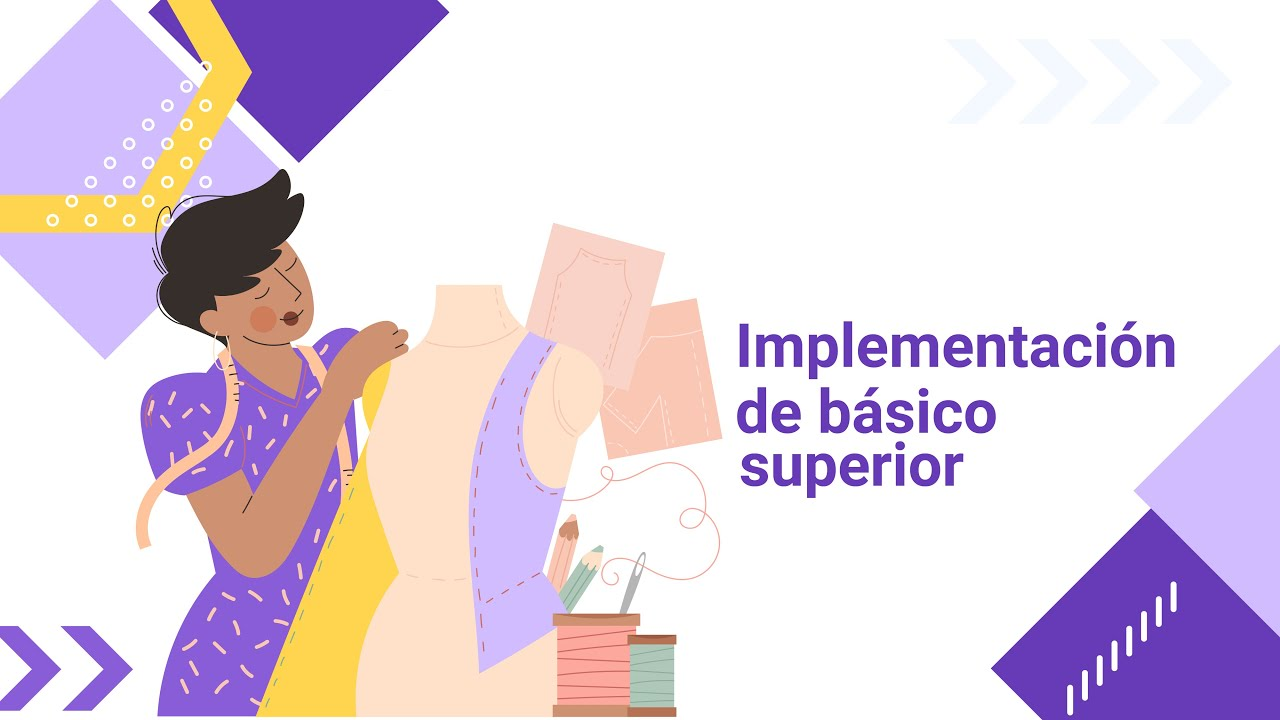 Implementación
de básico
superior